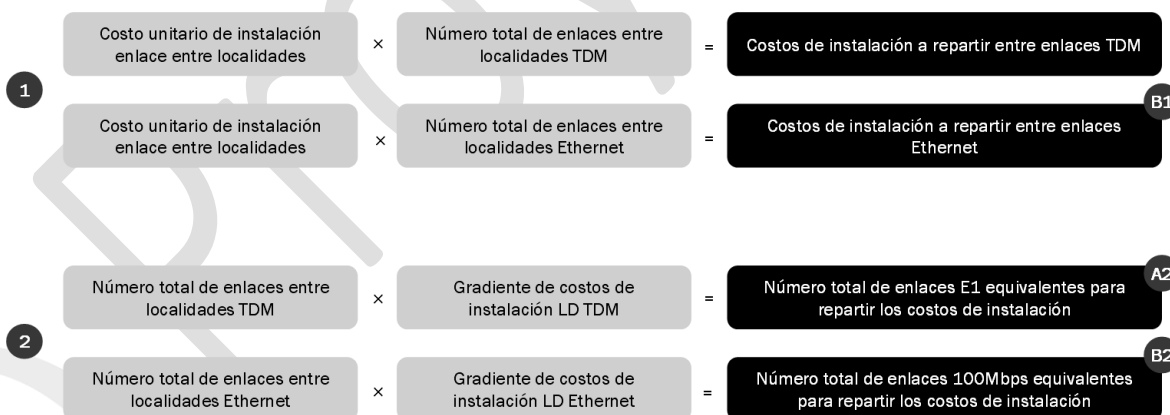 Costo unitario de instalación
enlace entre localidades
×
Número total de enlaces entre
localidades TDM
=
Costos de instalación a repartir entre enlaces TDM
1
B1
Costo unitario de instalación
enlace entre localidades
×
Número total de enlaces entre
localidades Ethernet
=
Costos de instalación a repartir entre enlaces
Ethernet
A2
Número total de enlaces entre
localidades TDM
×
Gradiente de costos de
instalación LD TDM
=
Número total de enlaces E1 equivalentes para
repartir los costos de instalación
2
B2
Número total de enlaces entre
localidades Ethernet
×
Gradiente de costos de
instalación LD Ethernet
=
Número total de enlaces 100Mbps equivalentes
para repartir los costos de instalación